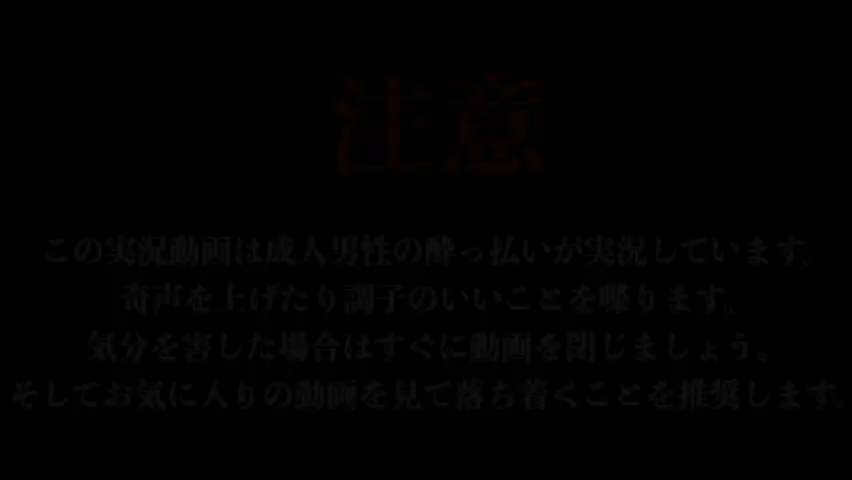 注意
この実況動画は成人男性の酔っ払いが実況しています。
奇声を上げたり調子のいいことを喋ります。
気分を害した場合はすぐに動画を閉じましょう。
そしてお気に入りの動画を見て落ち着くことを推奨します。